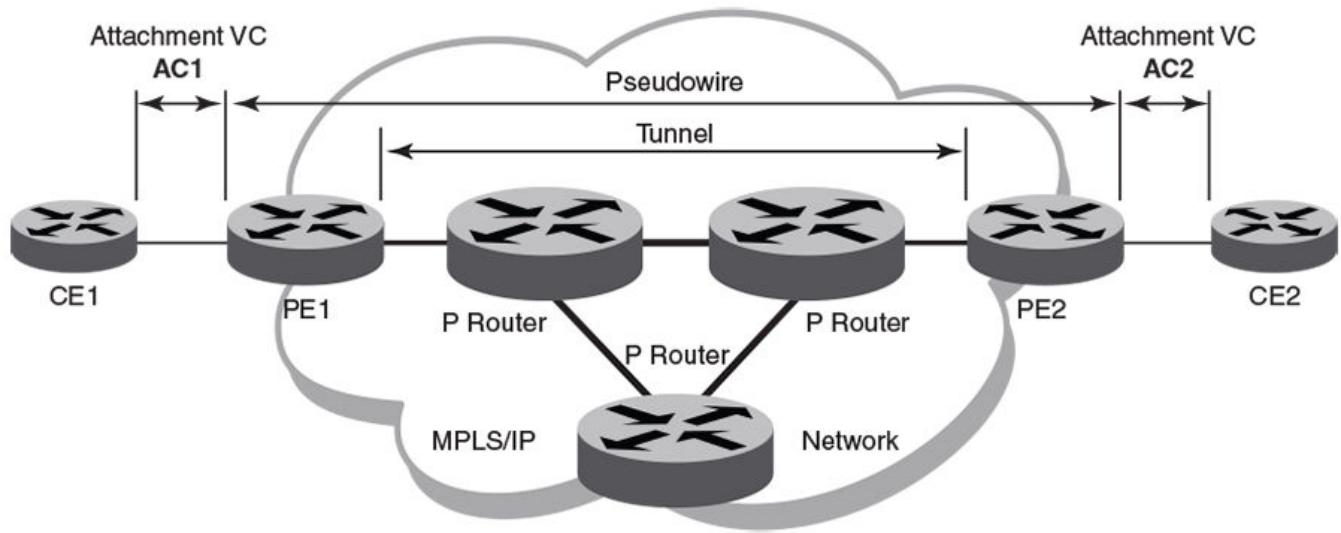 Attachment VC
AC1
Attachment VC
AC2
Pseudowire
Tunnel
CE1
PE1
P Router
P Router
P Router
PE2
CE2
MPLS/IP
Network